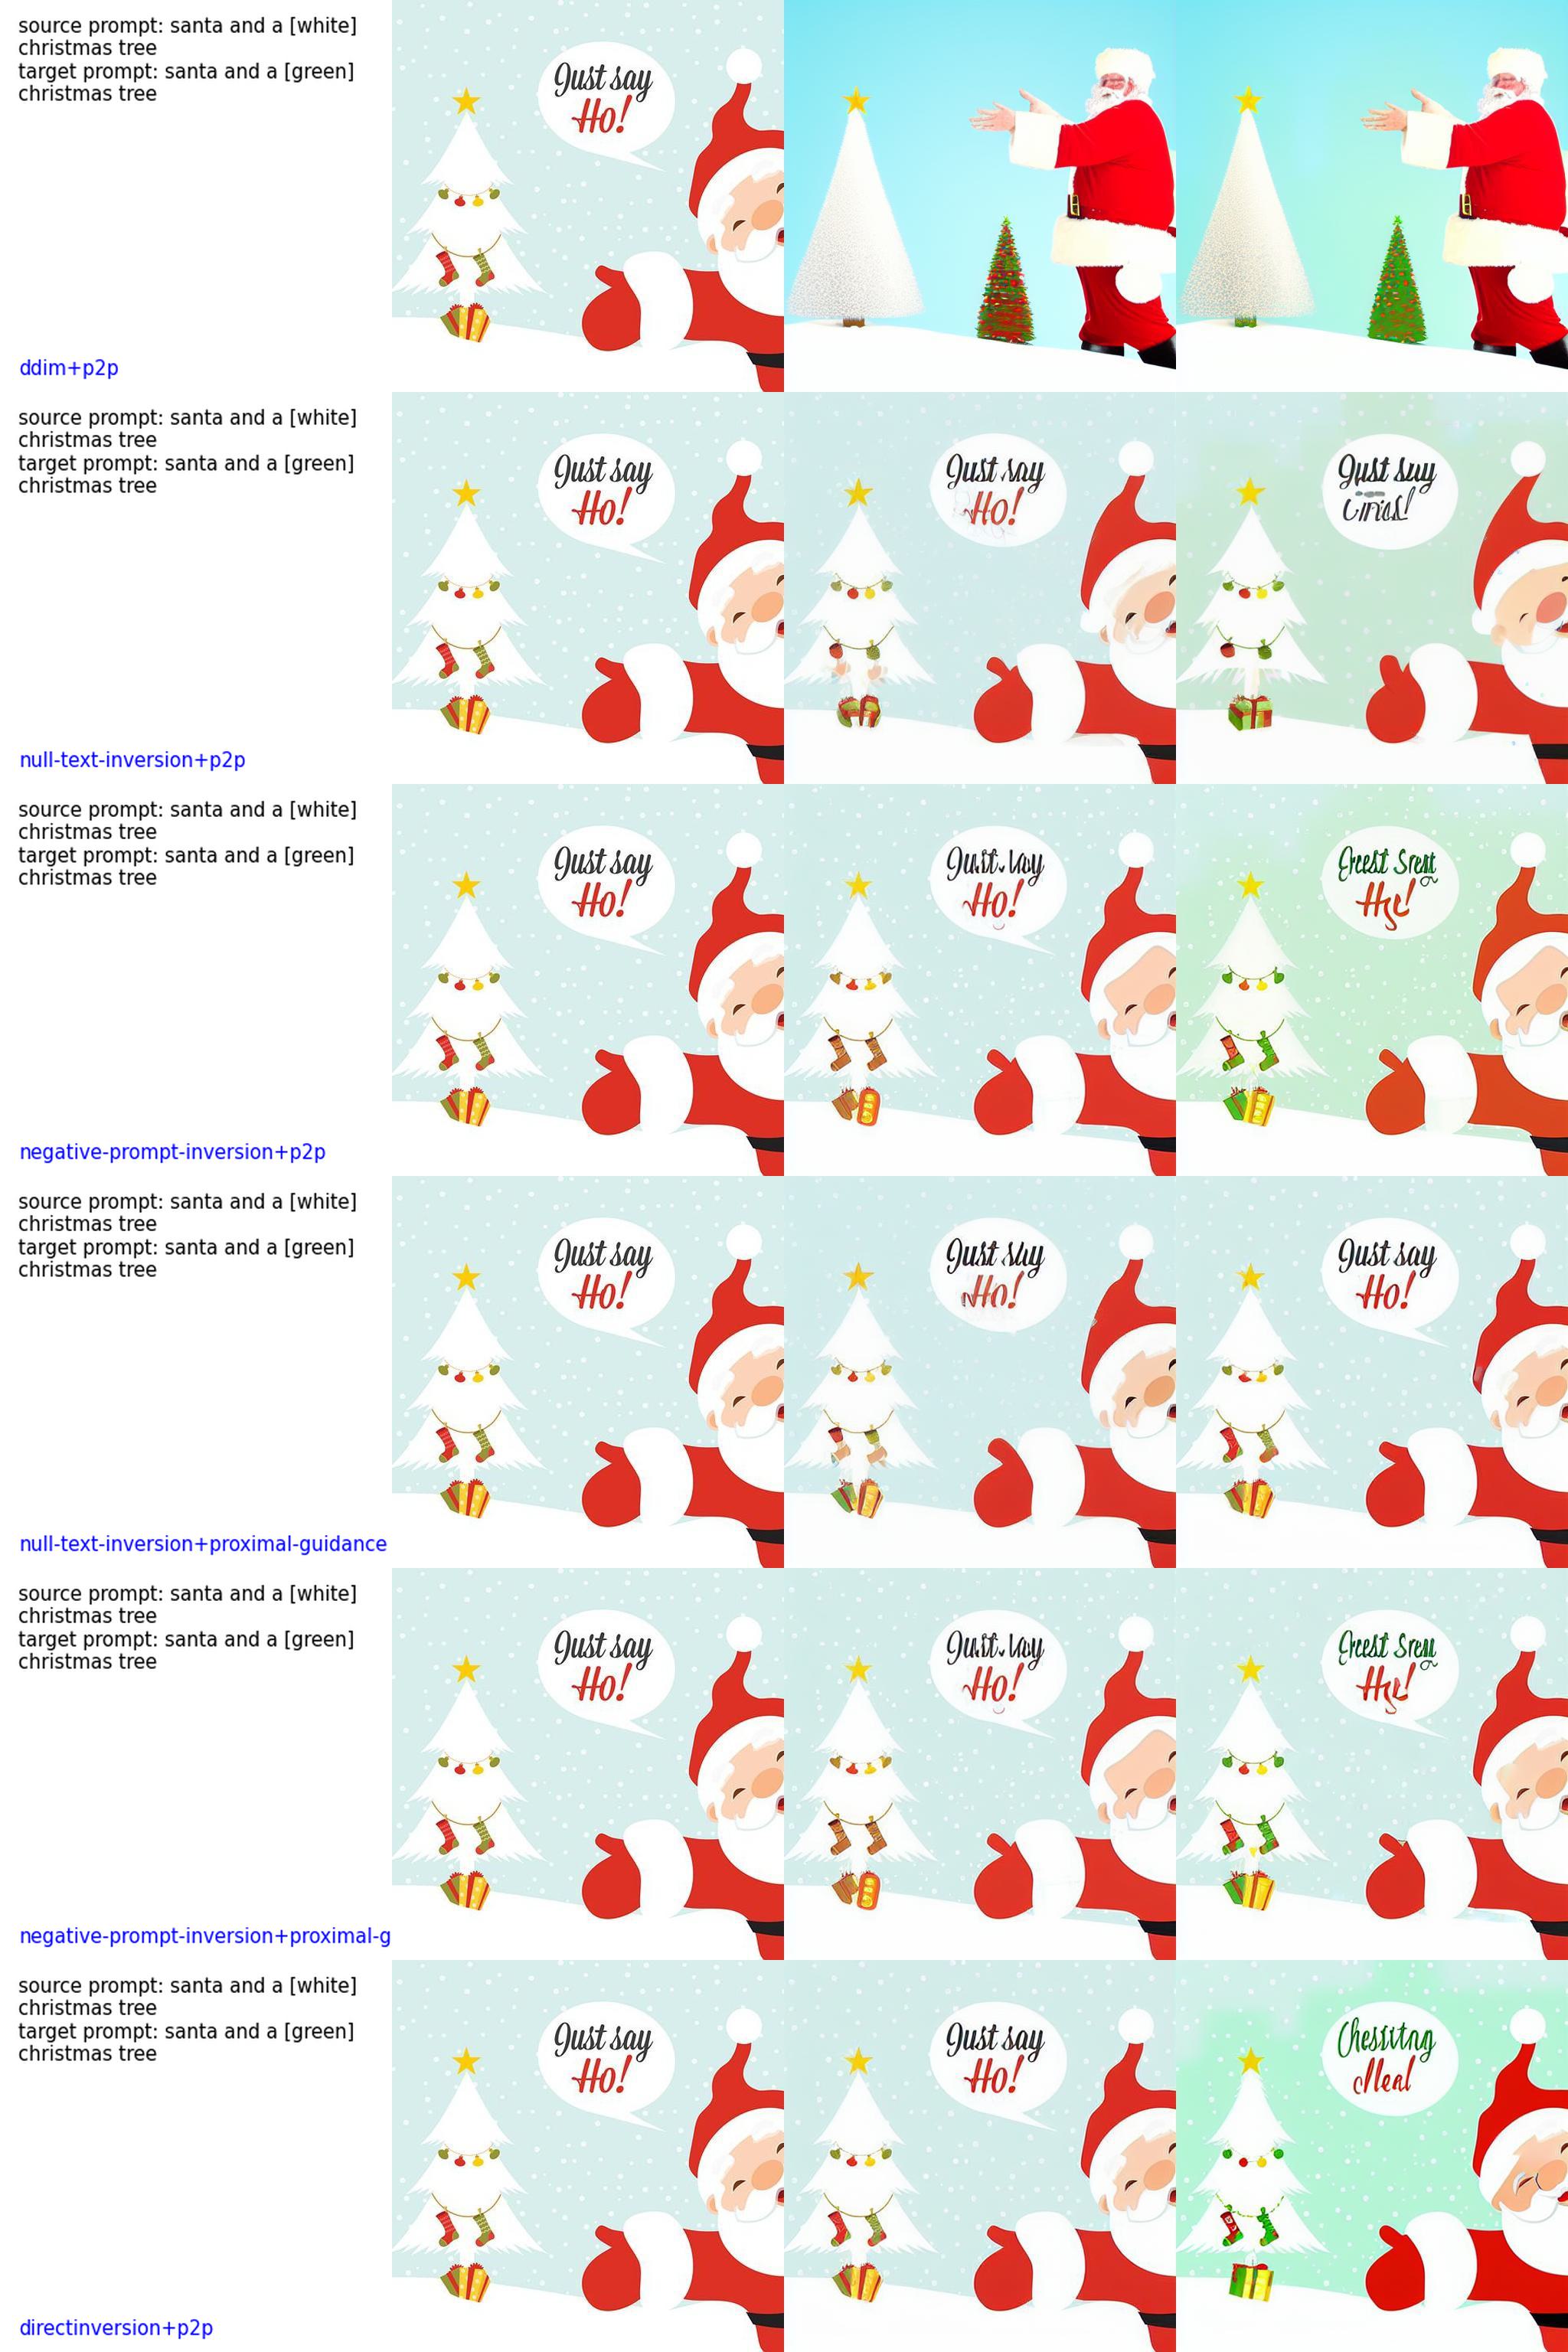 source prompt: santa and a [white]
christmas tree
target prompt: santa and a [green]
christmas tree
Just say
Ho!
ddim+p2p
source prompt: santa and a [white]
christmas tree
target prompt: santa and a [green]
christmas tree
Just say
Ho!
Just
Ho!
Just suy
null-text-inversion+p2p
source prompt: santa and a [white]
christmas tree
target prompt: santa and a [green]
christmas tree
Just say
Ho!
Ho!
negative-prompt-inversion+p2p
source prompt: santa and a [white]
christmas tree
target prompt: santa and a [green]
christmas tree
Just say
Ho!
Just
Ho!
Just say
Ho!
null-text-inversion+proximal-guidance
source prompt: santa and a [white]
christmas tree
target prompt: santa and a [green]
christmas tree
Just say
Ho!
Ho!
negative-prompt-inversion+proximal-g
source prompt: santa and a [white]
christmas tree
target prompt: santa and a [green]
christmas tree
Just say
Ho!
Just say
Ho!
directinversion+p2p